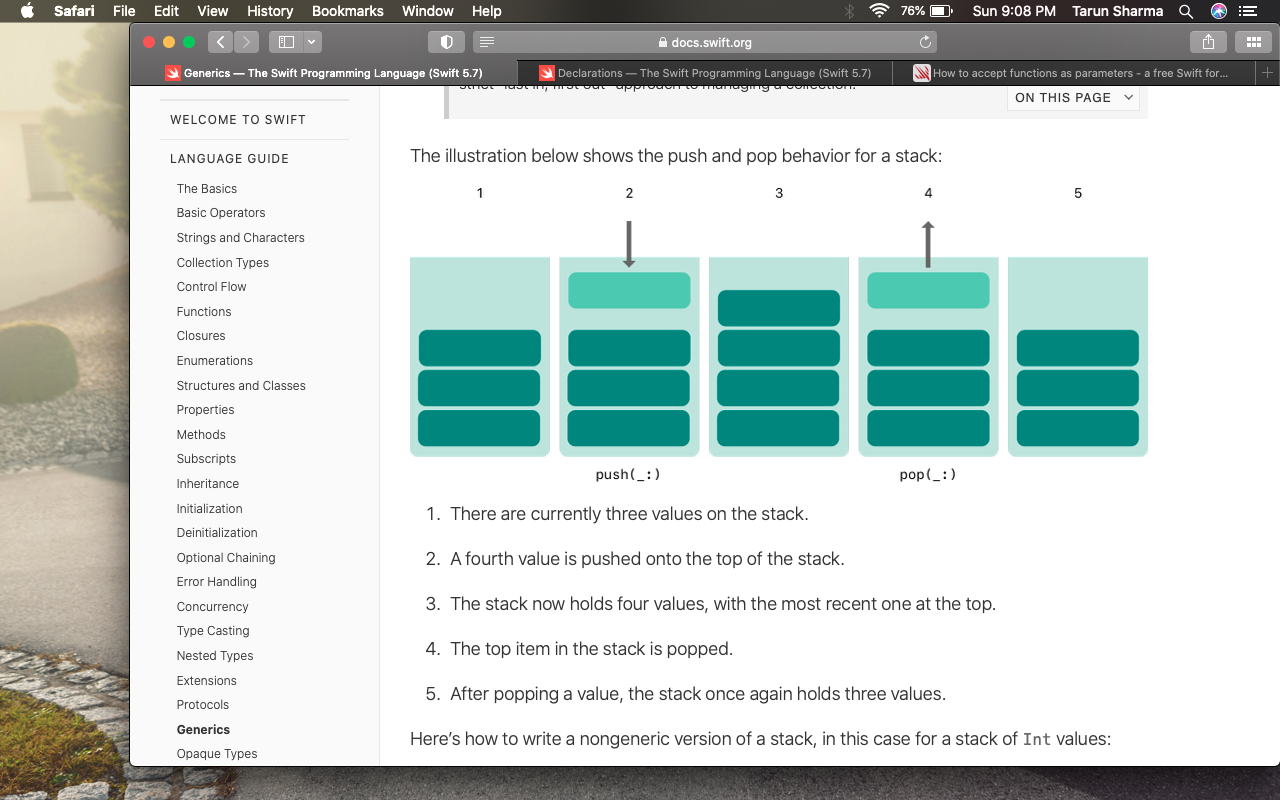 Safari File Edit View History Bookmarks Window Help 76% Sun 9:08 PM Tarun Sharma
docs.swift.org
Generics — The Swift Programming Language (Swift 5.7) Declarations — The Swift Programming Language (Swift 5.7) How to accept functions as parameters - a free Swift for...
WELCOME TO SWIFT
LANGUAGE GUIDE
The Basics
Basic Operators
Strings and Characters
Collection Types
Control Flow
Functions
Closures
Enumerations
Structures and Classes
Properties
Methods
Subscripts
Inheritance
Initialization
Deinitialization
Optional Chaining
Error Handling
Concurrency
Type Casting
Nested Types
Extensions
Protocols
Generics
Opaque Types
strict “last in, first out” approach to managing a collection.
ON THIS PAGE
The illustration below shows the push and pop behavior for a stack:
1 2 3 4 5
push(_:) pop(_:)
1. There are currently three values on the stack.
2. A fourth value is pushed onto the top of the stack.
3. The stack now holds four values, with the most recent one at the top.
4. The top item in the stack is popped.
5. After popping a value, the stack once again holds three values.
Here’s how to write a nongeneric version of a stack, in this case for a stack of Int values: